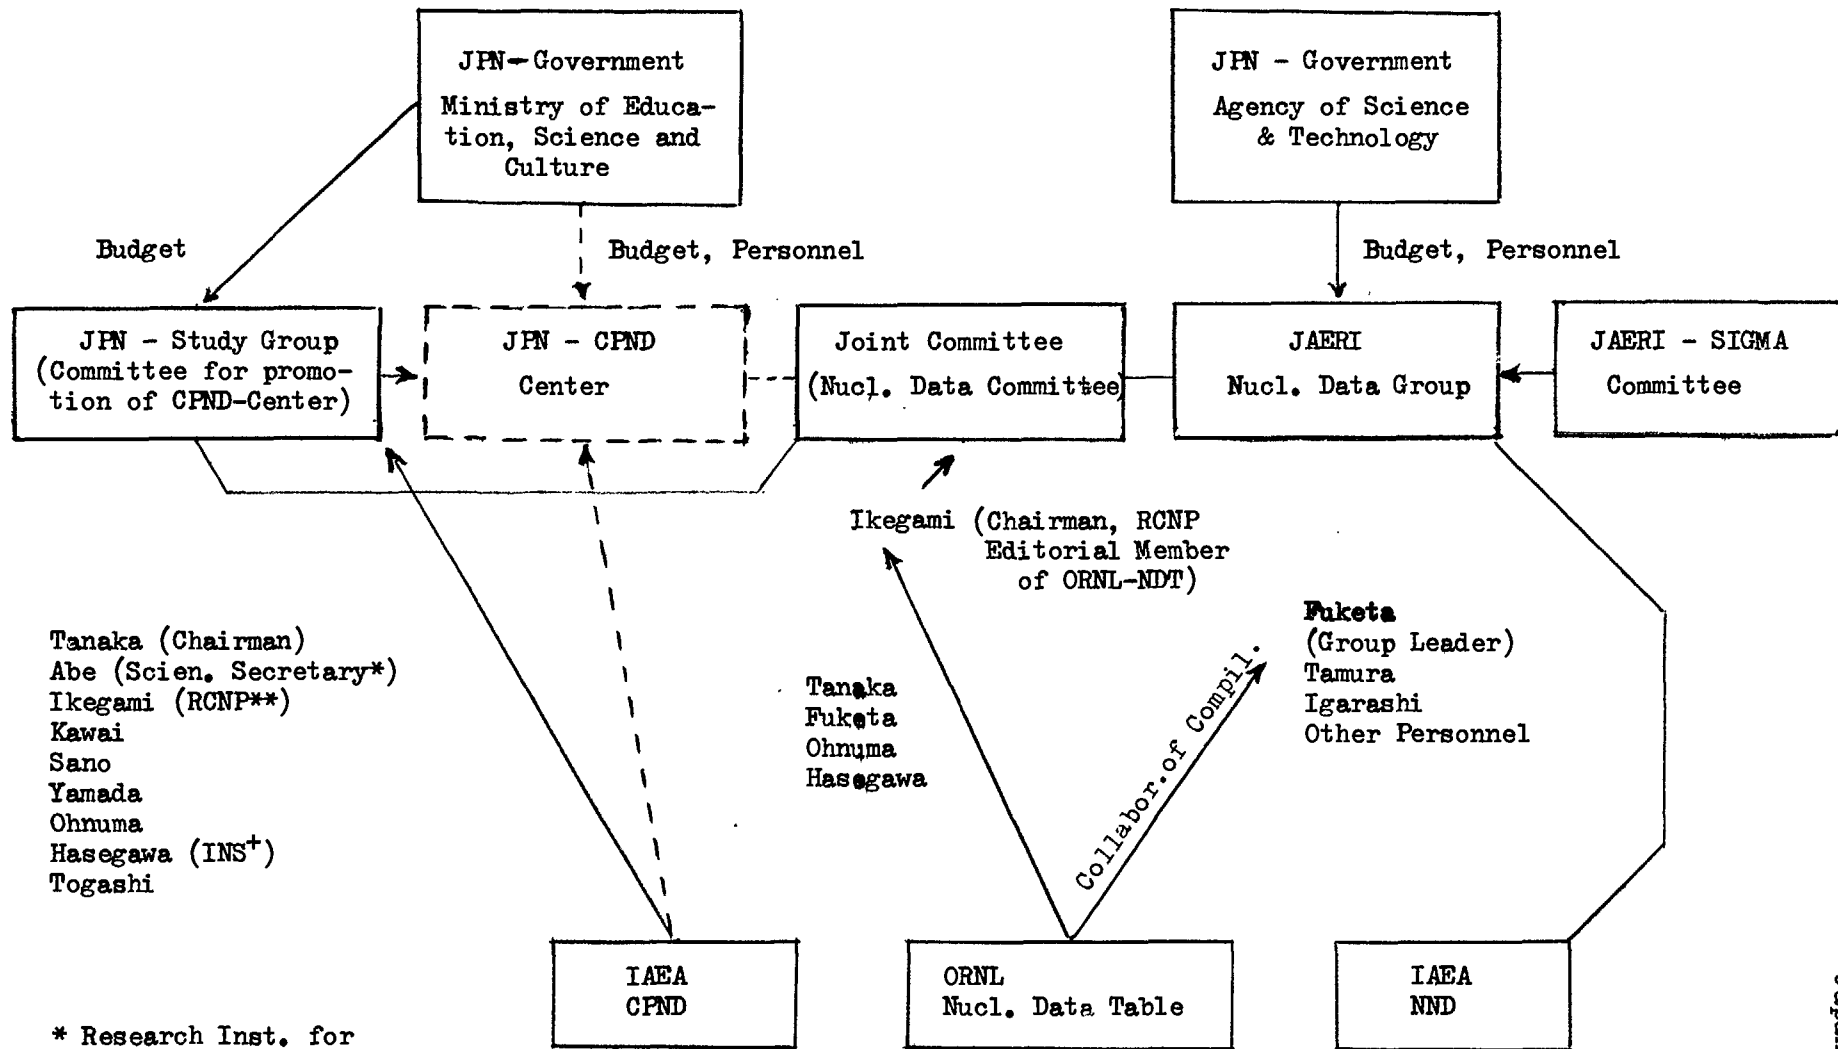 JPN-Government
Ministry of Educa-
tion, Science and
Culture
JPN - Government
Agency of Science
& Technology
Budget
Budget, Personnel
Budget, Personnel
JPN - Study Group
(Committee for promo-
tion of CPND-Center)
JPN - CPND
Center
Joint Committee
(Nucl. Data Committee)
JAERI
Nucl. Data Group
JAERI - SIGMA
Committee
Ikegami (Chairman, RCNP
Editorial Member
of ORNL-NDT)
Tanaka (Chairman)
Abe (Scien. Secretary*)
Ikegami (RCNP**)
Kawai
Sano
Yamada
Ohnuma
Hasegawa (INS+)
Togashi
Tanaka
Fuketa
Ohnuma
Hasegawa
Collabor.of Compil.
Fuketa
(Group Leader)
Tamura
Igarashi
Other Personnel
IAEA
CPND
ORNL
Nucl. Data Table
IAEA
NND
* Research Inst. for